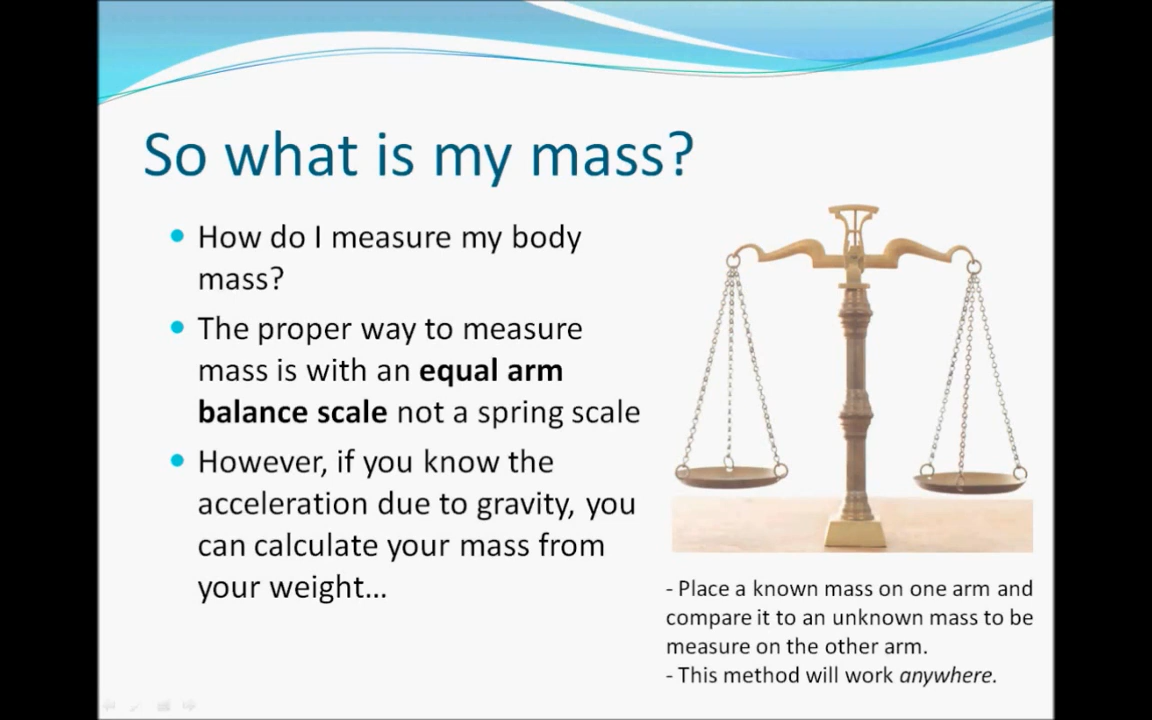 So what is my mass?
How do I measure my body
mass?
The proper way to measure
mass is with an equal arm
balance scale not a spring scale
However, if you know the
acceleration due to gravity, you
can calculate your mass from
your weight...
- Place a known mass on one arm and
compare it to an unknown mass to be
measure on the other arm.
- This method will work anywhere.